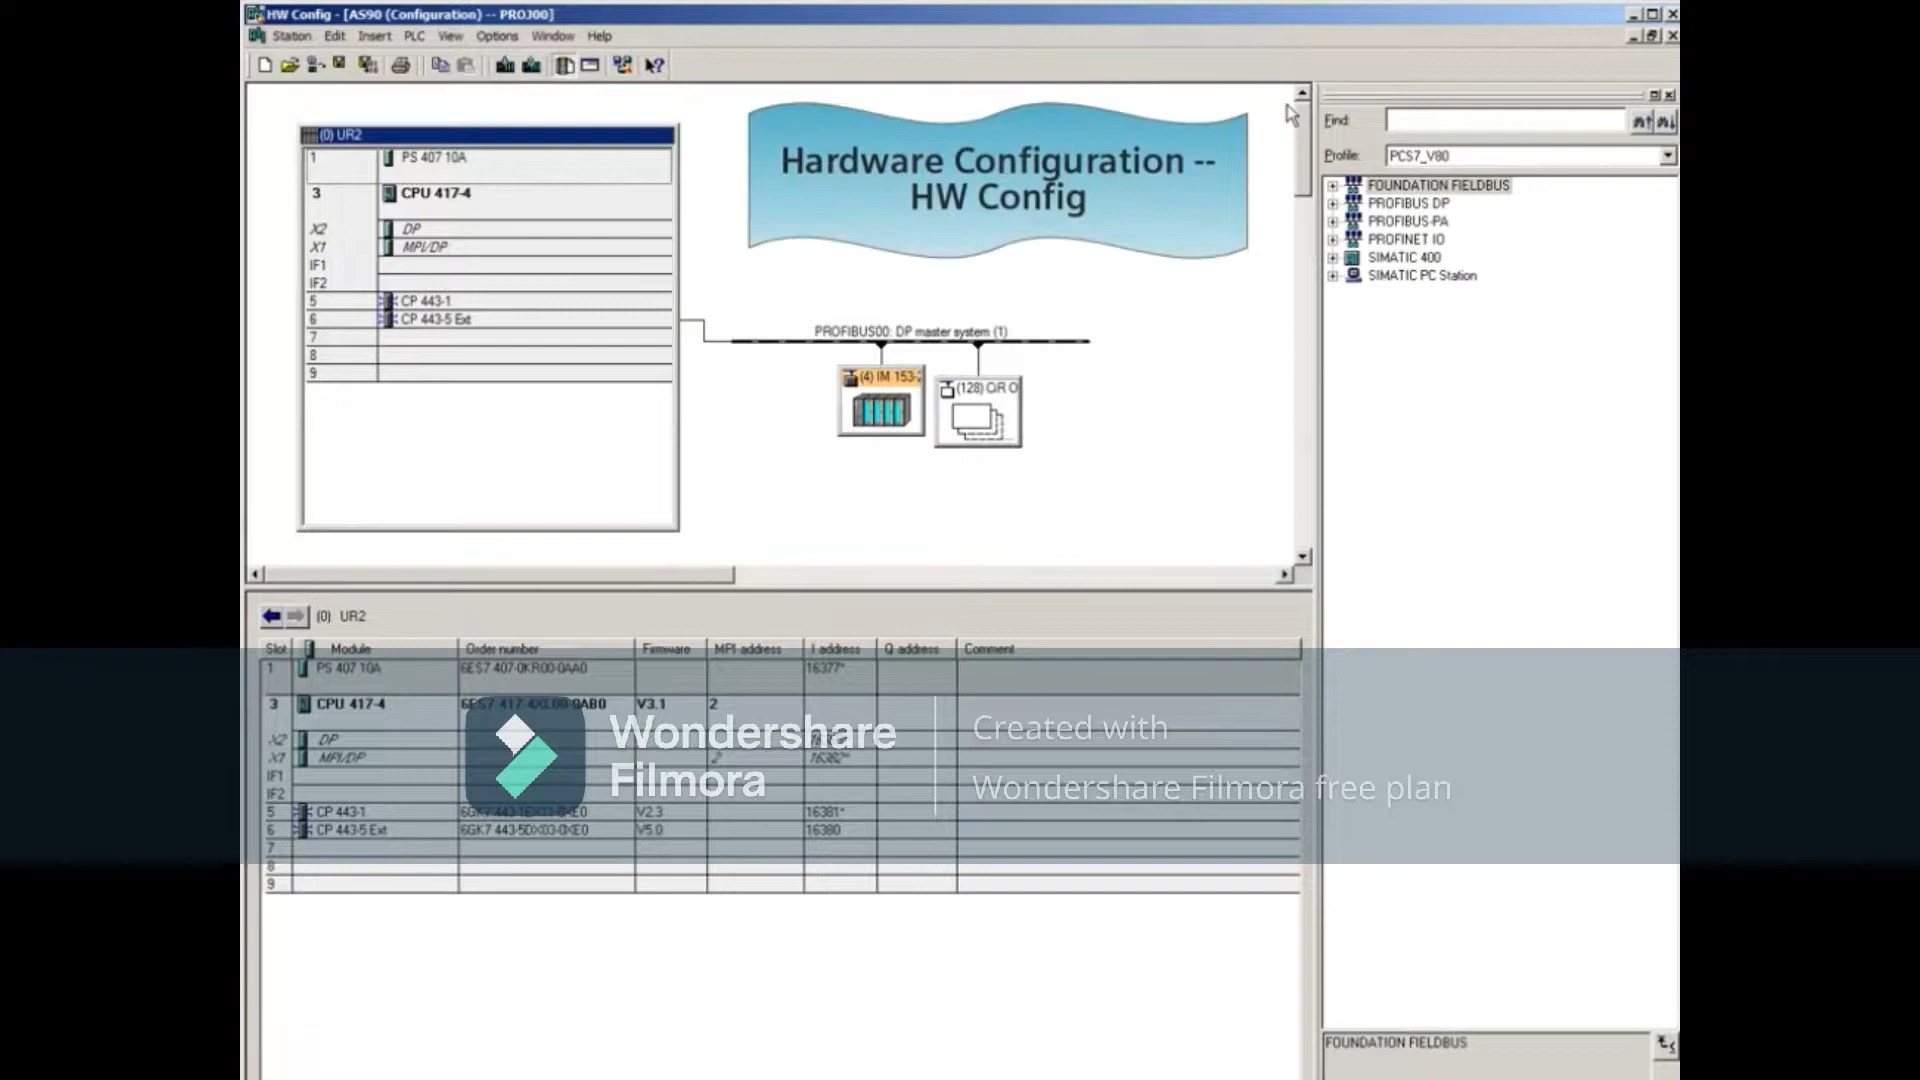 HW Config - [AS90 (Configuration) -- PROJ00]
Station Edit Insert PLC View Options Window Help
(0) UR2
1 PS 407 10A
3 CPU 417-4
X2 DP
X1 MPI/DP
IF1
IF2
5 CP 443-1
6 CP 443-5 Ext
7
8
9
Hardware Configuration --
HW Config
PROFIBUS00: DP master system (1)
(4) IM 153-2
(128) Q/R O
Find:
Profile: PCS7_V80
FOUNDATION FIELDBUS
PROFIBUS DP
PROFIBUS-PA
PROFINET IO
SIMATIC 400
SIMATIC PC Station
(0) UR2
Slot Module Order number Firmware MPI address I address Q address Comment
1 PS 407 10A 6ES7 407-0KR00-0AA0 16377*
3 CPU 417-4 6ES7 417-4XL00-0AB0 V3.1 2
X2 DP
X1 MPI/DP 2 16382*
IF1
IF2
5 CP 443-1 V2.3 16381*
6 CP 443-5 Ext 6GK7 443-5DX03-0XE0 V5.0 16380
7
8
9
Wondershare
Filmora
Created with
Wondershare Filmora free plan
FOUNDATION FIELDBUS